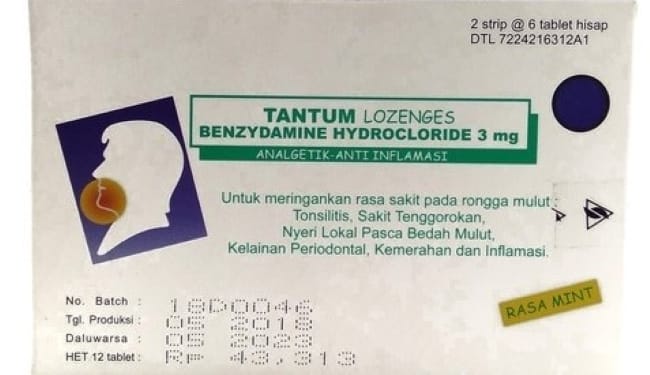 2 strip @ 6 tablet hisap
DTL 7224216312A1
TANTUM LOZENGES
BENZYDAMINE HYDROCLORIDE 3 mg
ANALGETIK-ANTI INFLAMASI
Untuk meringankan rasa sakit pada rongga mulut :
Tonsilitis, Sakit Tenggorokan,
Nyeri Lokal Pasca Bedah Mulut,
Kelainan Periodontal, Kemerahan dan Inflamasi.
RASA MINT
No. Batch : 18D0046
Tgl. Produksi : 05 2018
Daluwarsa : 05 2023
HET 12 tablet : RP 43,313